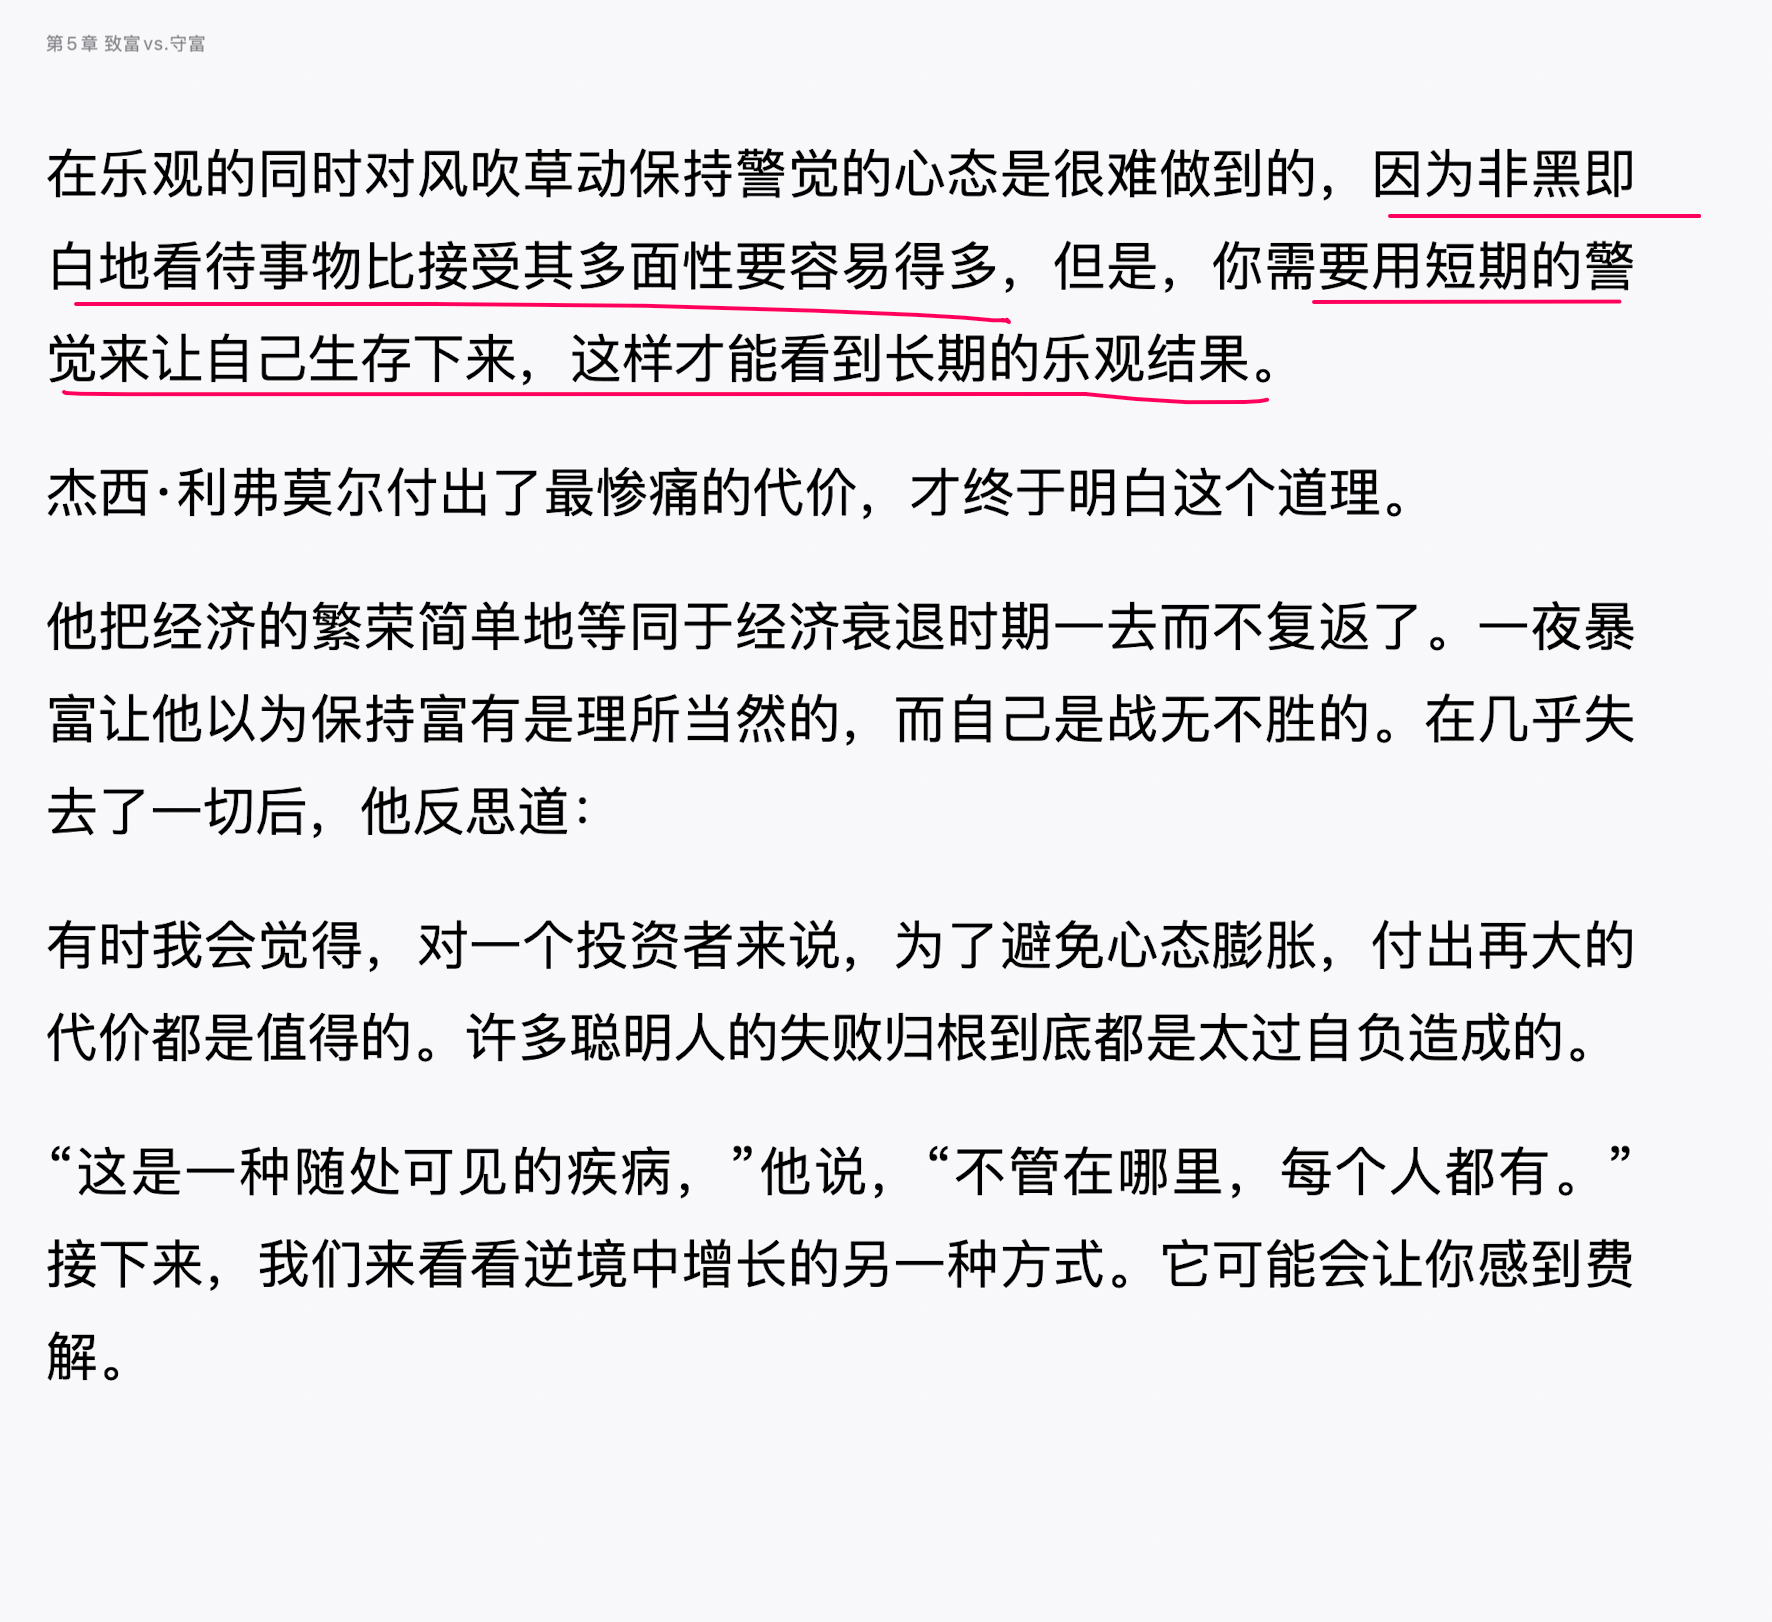 第5章 致富vs.守富
在乐观的同时对风吹草动保持警觉的心态是很难做到的，因为非黑即
白地看待事物比接受其多面性要容易得多，但是，你需要用短期的警
觉来让自己生存下来，这样才能看到长期的乐观结果。
杰西·利弗莫尔付出了最惨痛的代价，才终于明白这个道理。
他把经济的繁荣简单地等同于经济衰退时期一去而不复返了。一夜暴
富让他以为保持富有是理所当然的，而自己是战无不胜的。在几乎失
去了一切后，他反思道：
有时我会觉得，对一个投资者来说，为了避免心态膨胀，付出再大的
代价都是值得的。许多聪明人的失败归根到底都是太过自负造成的。
“这是一种随处可见的疾病，”他说，“不管在哪里，每个人都有。”
接下来，我们来看看逆境中增长的另一种方式。它可能会让你感到费
解。